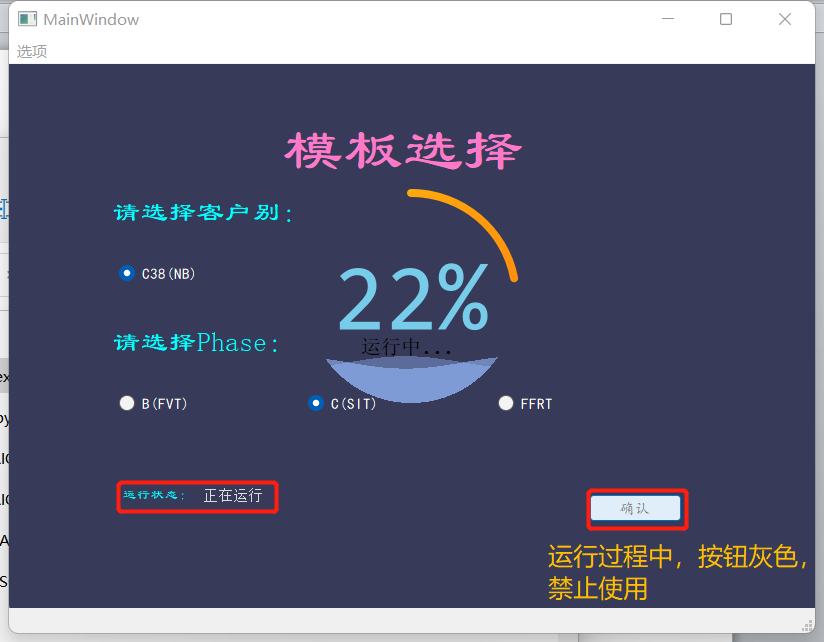 MainWindow
选项
模板选择
请选择客户别：
C38(NB)
22%
运行中...
请选择Phase：
B(FVT)
C(SIT)
FFRT
运行状态：
正在运行
确认
运行过程中，按钮灰色，
禁止使用